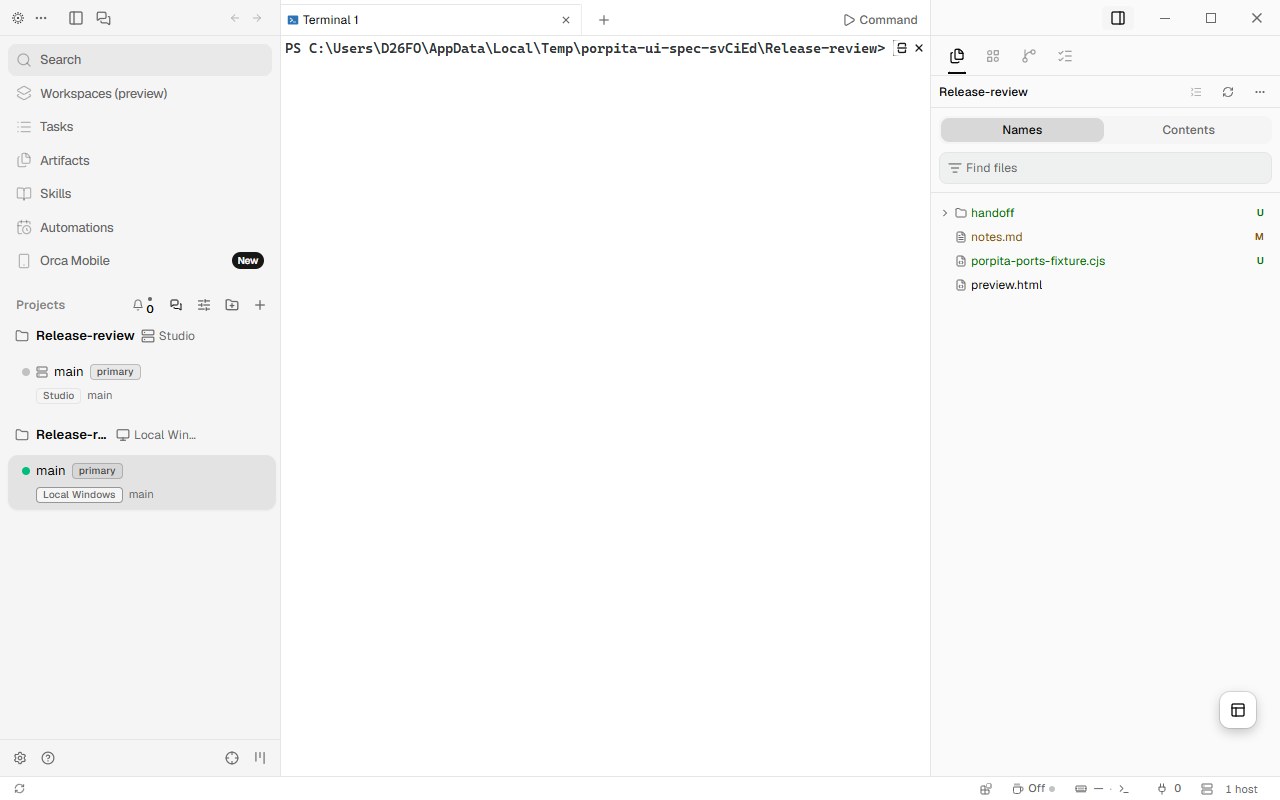 Terminal 1
Command
PS C:\Users\D26FO\AppData\Local\Temp\porpita-ui-spec-svCiEd\Release-review>
Search
Workspaces (preview)
Tasks
Artifacts
Skills
Automations
Orca Mobile
New
Projects
0
Release-review
Studio
main
primary
Studio
main
Release-r...
Local Win...
main
primary
Local Windows
main
Release-review
Names
Contents
Find files
handoff
U
notes.md
M
porpita-ports-fixture.cjs
U
preview.html
Off
0
1 host